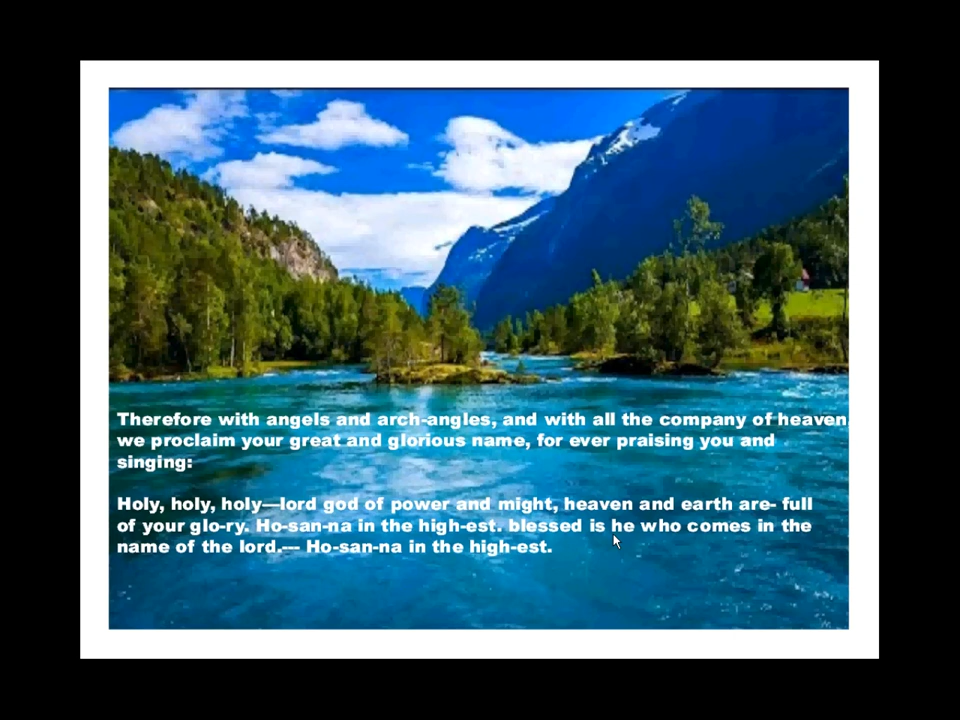 Therefore with angels and arch-angles, and with all the company of heaven
we proclaim your great and glorious name, for ever praising you and
singing:
Holy, holy, holy—lord god of power and might, heaven and earth are- full
of your glo-ry. Ho-san-na in the high-est. blessed is he who comes in the
name of the lord.--- Ho-san-na in the high-est.